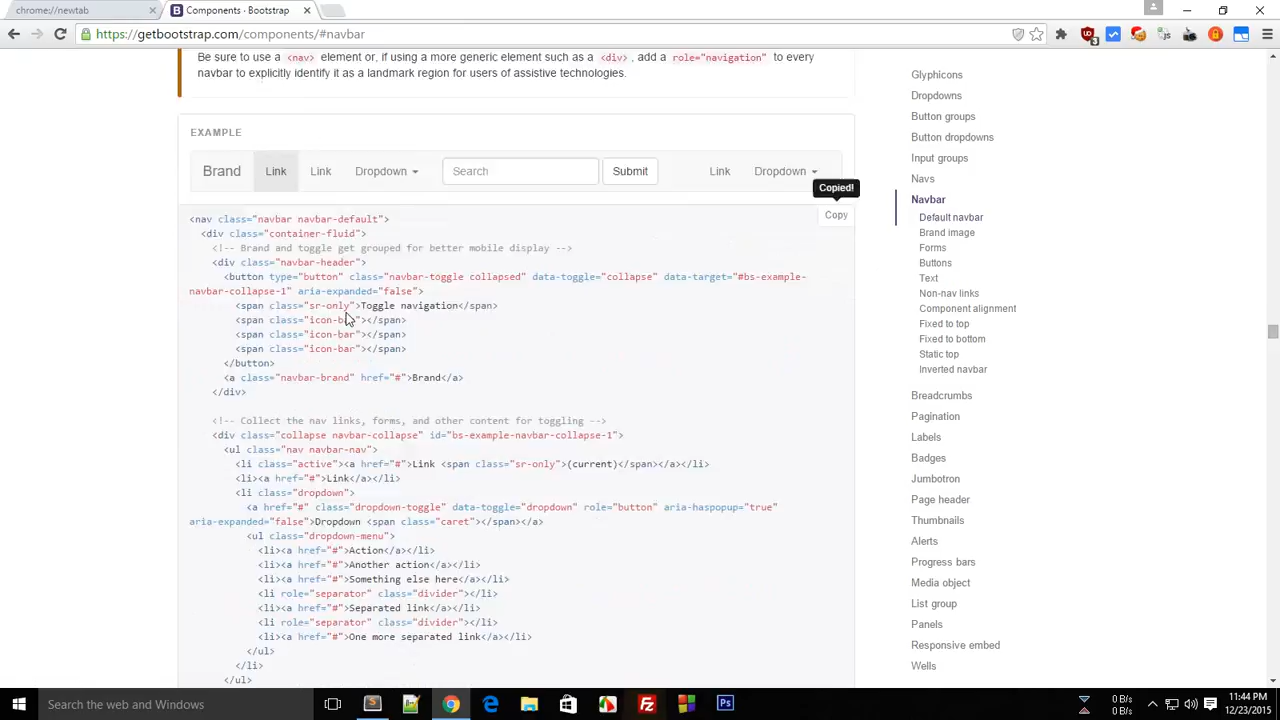 chrome://newtab
Components · Bootstrap
https://getbootstrap.com/components/#navbar
Be sure to use a <nav> element or, if using a more generic element such as a <div>, add a role="navigation" to every
navbar to explicitly identify it as a landmark region for users of assistive technologies.
EXAMPLE
Brand Link Link Dropdown Search Submit Link Dropdown
Copied!
Copy
<nav class="navbar navbar-default">
<div class="container-fluid">
<!-- Brand and toggle get grouped for better mobile display -->
<div class="navbar-header">
<button type="button" class="navbar-toggle collapsed" data-toggle="collapse" data-target="#bs-example-
navbar-collapse-1" aria-expanded="false">
<span class="sr-only">Toggle navigation</span>
<span class="icon-bar"></span>
<span class="icon-bar"></span>
<span class="icon-bar"></span>
</button>
<a class="navbar-brand" href="#">Brand</a>
</div>
<!-- Collect the nav links, forms, and other content for toggling -->
<div class="collapse navbar-collapse" id="bs-example-navbar-collapse-1">
<ul class="nav navbar-nav">
<li class="active"><a href="#">Link <span class="sr-only">(current)</span></a></li>
<li><a href="#">Link</a></li>
<li class="dropdown">
<a href="#" class="dropdown-toggle" data-toggle="dropdown" role="button" aria-haspopup="true"
aria-expanded="false">Dropdown <span class="caret"></span></a>
<ul class="dropdown-menu">
<li><a href="#">Action</a></li>
<li><a href="#">Another action</a></li>
<li><a href="#">Something else here</a></li>
<li role="separator" class="divider"></li>
<li><a href="#">Separated link</a></li>
<li role="separator" class="divider"></li>
<li><a href="#">One more separated link</a></li>
</ul>
</li>
</ul>
Glyphicons
Dropdowns
Button groups
Button dropdowns
Input groups
Navs
Navbar
Default navbar
Brand image
Forms
Buttons
Text
Non-nav links
Component alignment
Fixed to top
Fixed to bottom
Static top
Inverted navbar
Breadcrumbs
Pagination
Labels
Badges
Jumbotron
Page header
Thumbnails
Alerts
Progress bars
Media object
List group
Panels
Responsive embed
Wells
Search the web and Windows
0 B/s
0 B/s
11:44 PM
12/23/2015